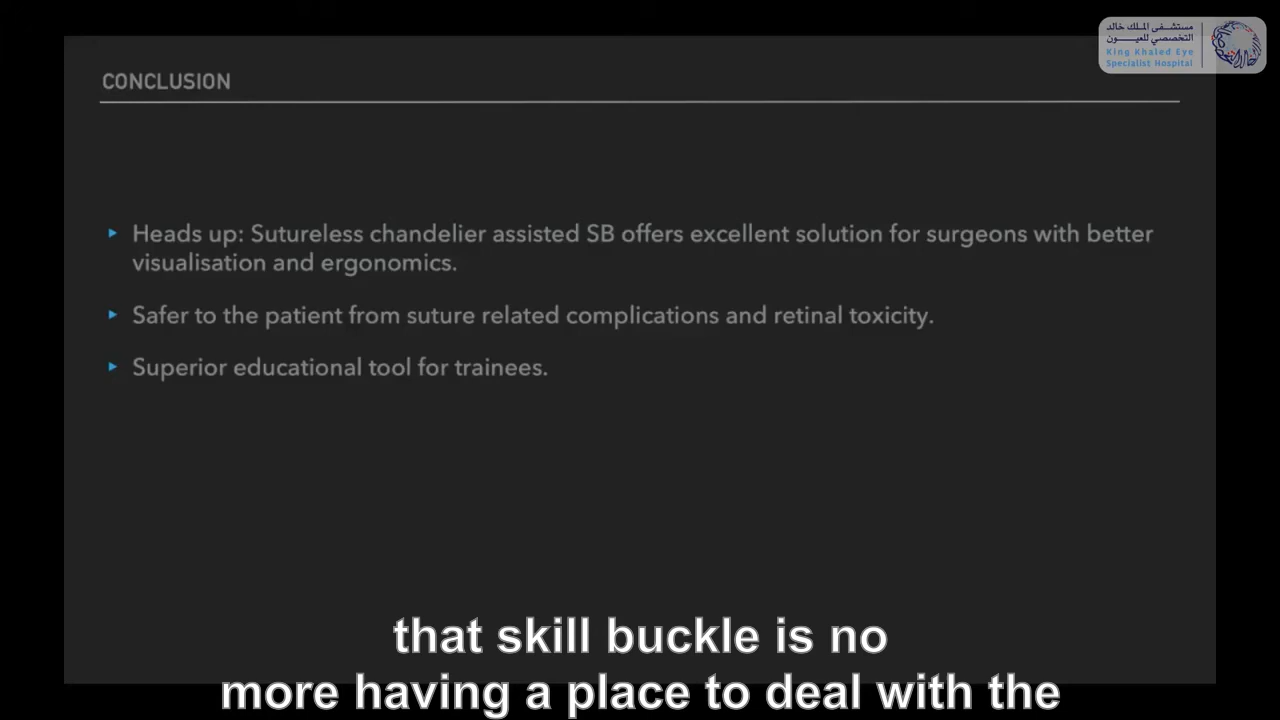 مستشفى الملك خالد
التخصصي للعيون
King Khaled Eye
Specialist Hospital
CONCLUSION
Heads up: Sutureless chandelier assisted SB offers excellent solution for surgeons with better
visualisation and ergonomics.
Safer to the patient from suture related complications and retinal toxicity.
Superior educational tool for trainees.
that skill buckle is no
more having a place to deal with the